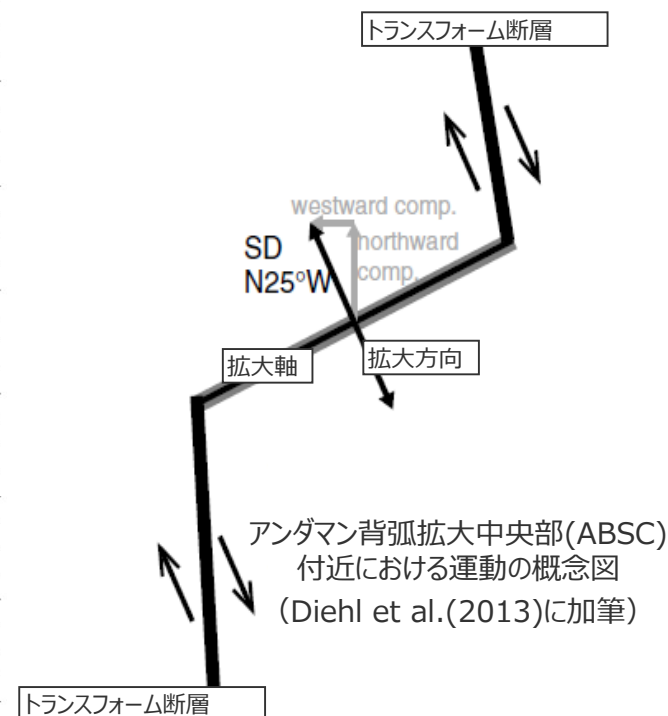 トランスフォーム断層
westward comp.
SD
northward
N25°W
comp.
拡大軸
拡大方向
アンダマン背弧拡大中央部(ABSC)
付近における運動の概念図
（Diehl et al.(2013)に加筆）
トランスフォーム断層